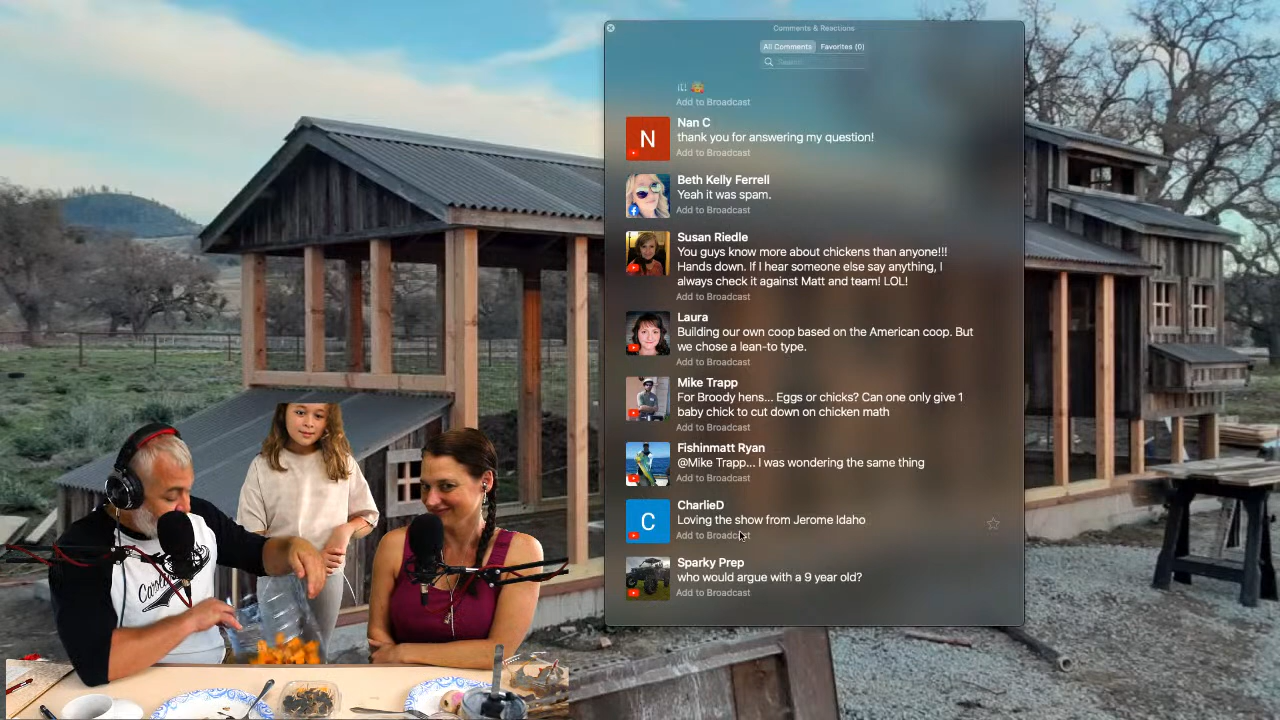 Comments & Reactions
All Comments
Favorites (0)
Search
Add to Broadcast
N
Nan C
thank you for answering my question!
Add to Broadcast
Beth Kelly Ferrell
Yeah it was spam.
Add to Broadcast
Susan Riedle
You guys know more about chickens than anyone!!!
Hands down. If I hear someone else say anything, I
always check it against Matt and team! LOL!
Add to Broadcast
Laura
Building our own coop based on the American coop. But
we chose a lean-to type.
Add to Broadcast
Mike Trapp
For Broody hens... Eggs or chicks? Can one only give 1
baby chick to cut down on chicken math
Add to Broadcast
Fishinmatt Ryan
@Mike Trapp... I was wondering the same thing
Add to Broadcast
C
CharlieD
Loving the show from Jerome Idaho
Add to Broadcast
Sparky Prep
who would argue with a 9 year old?
Add to Broadcast